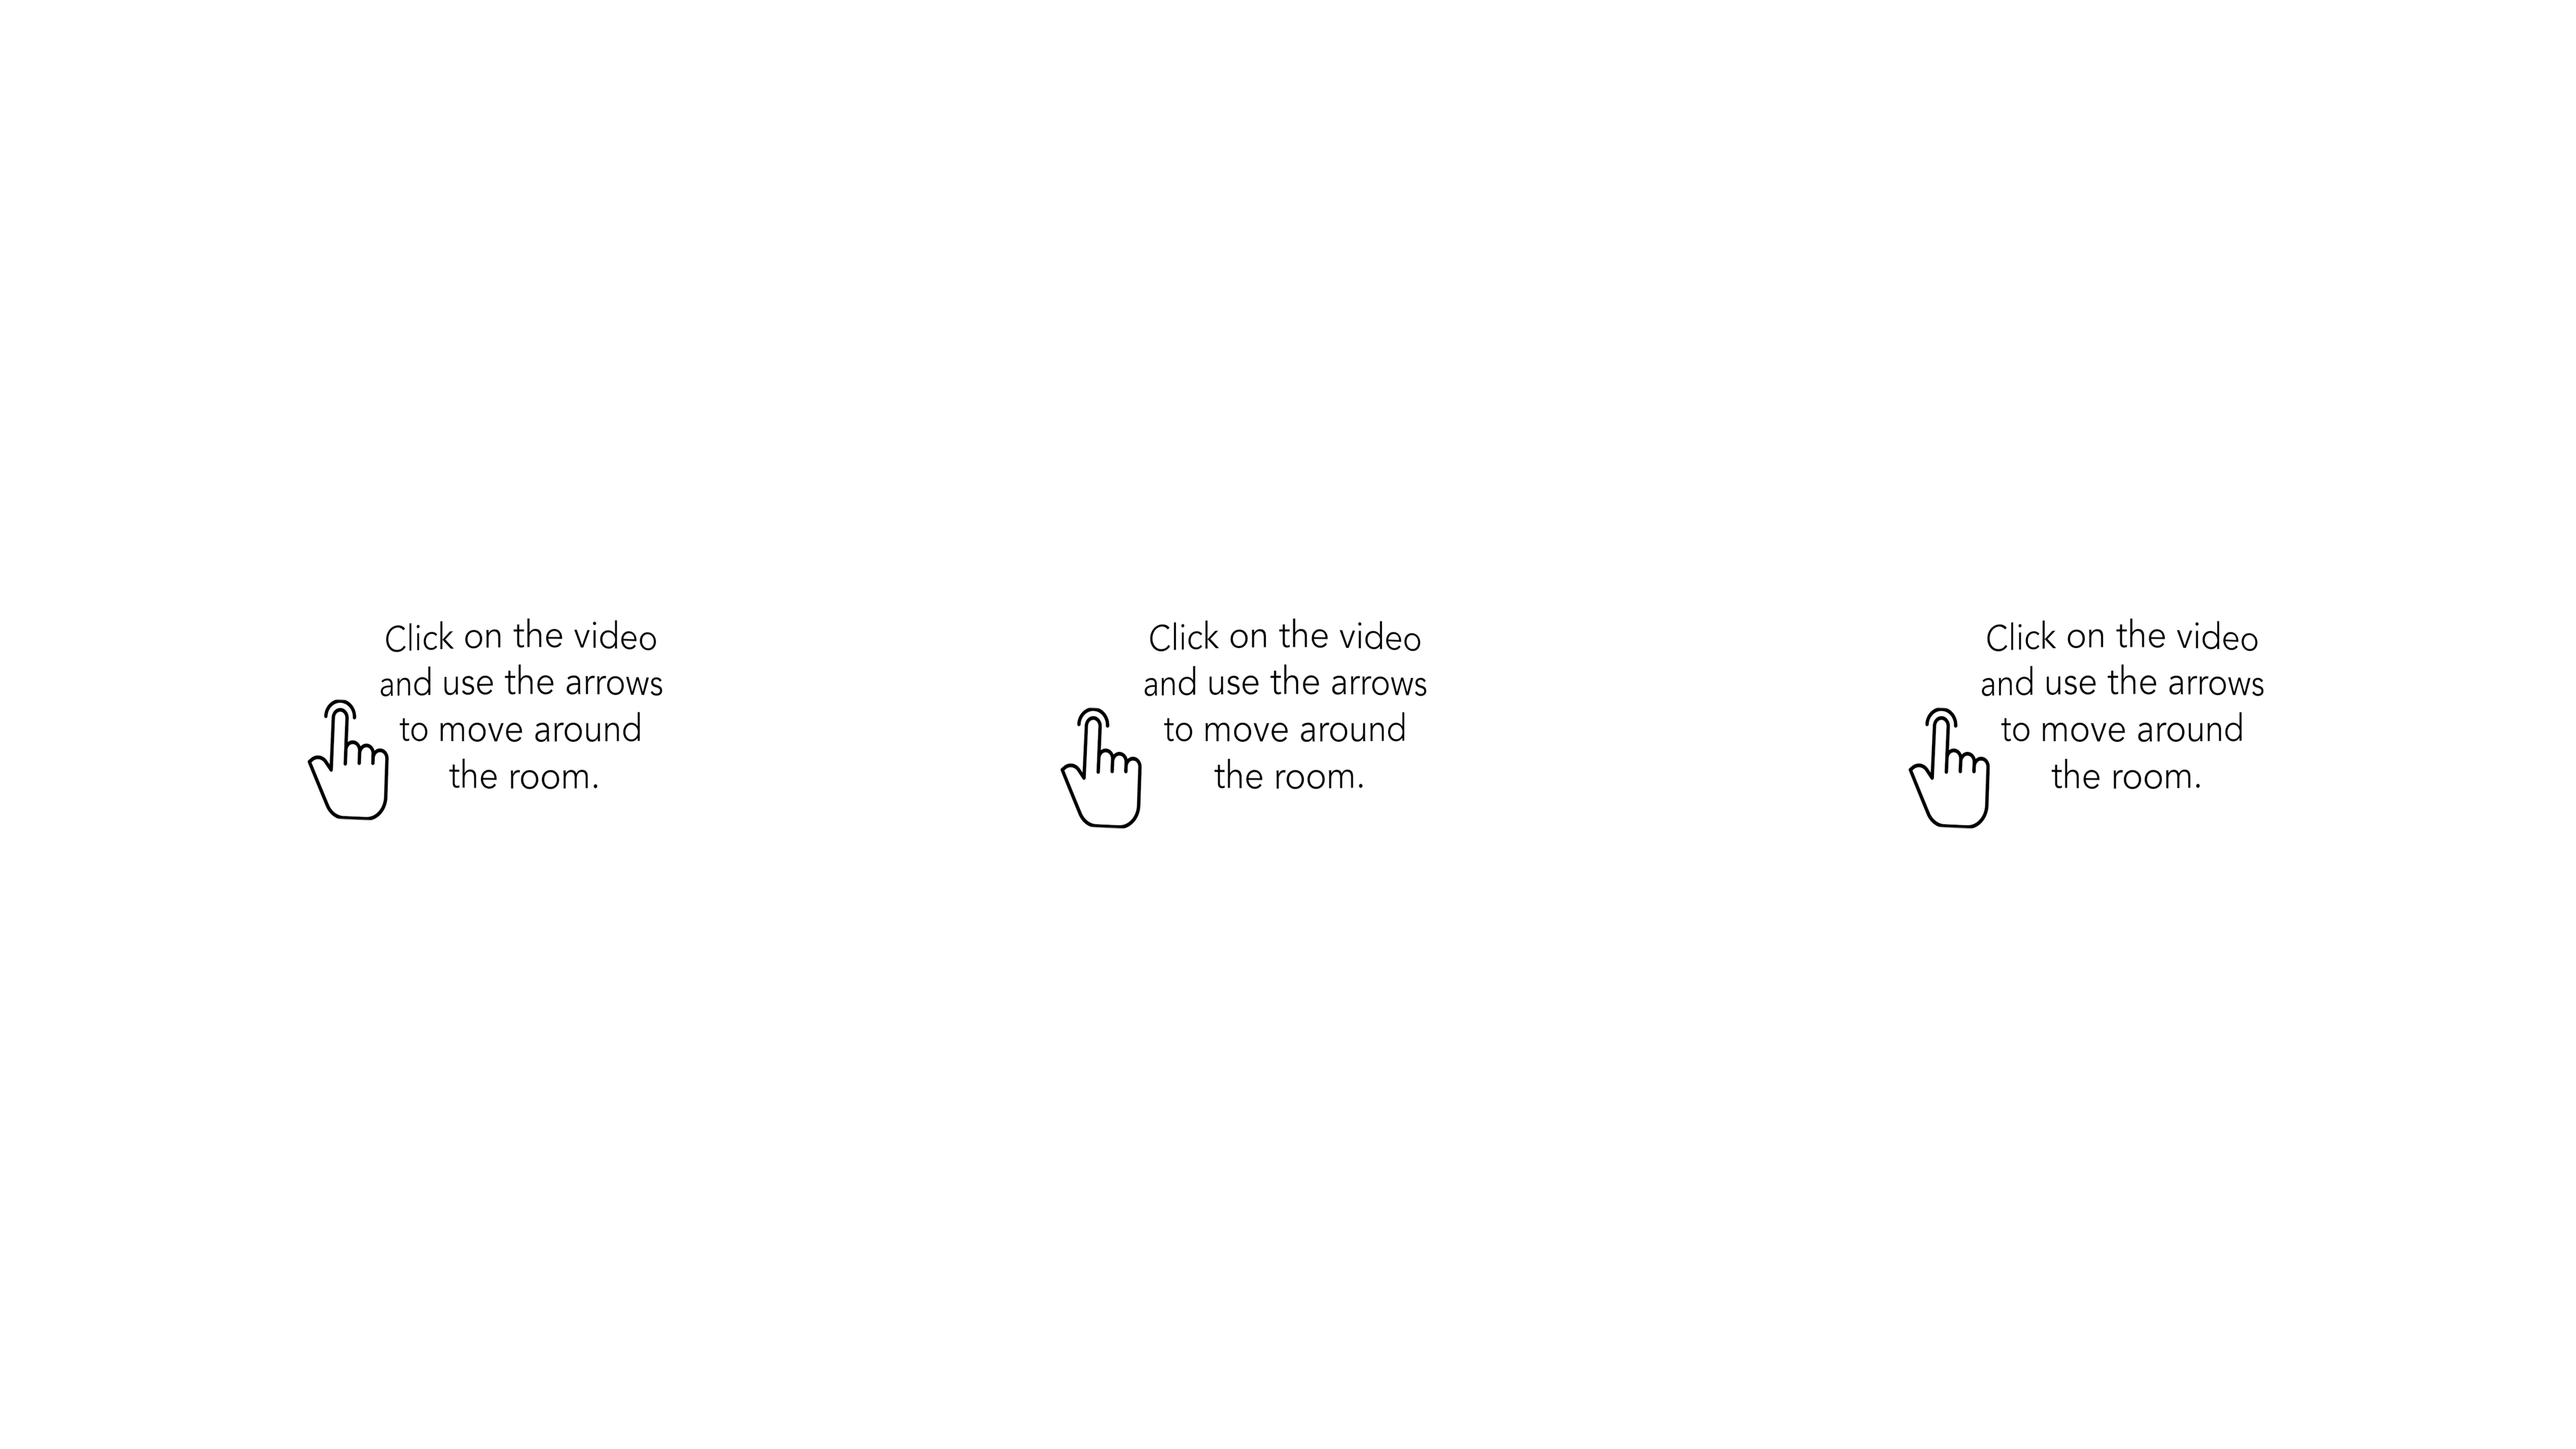 Click on the video
and use the arrows
to move around
the room.
Click on the video
and use the arrows
to move around
the room.
Click on the video
and use the arrows
to move around
the room.